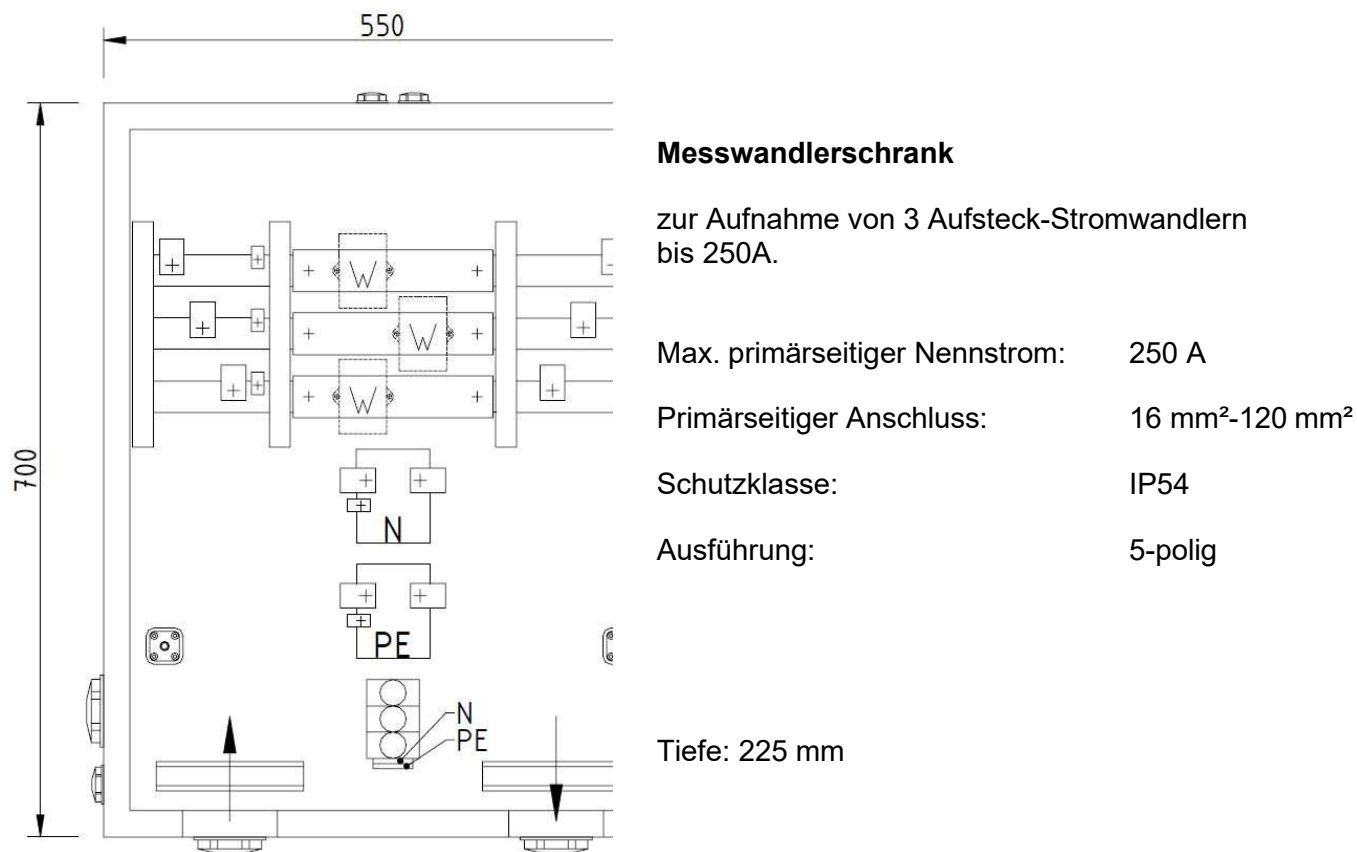 550
700
W
W
W
N
PE
N
PE
Messwandlerschrank
zur Aufnahme von 3 Aufsteck-Stromwandlern
bis 250A.
Max. primärseitiger Nennstrom: 250 A
Primärseitiger Anschluss: 16 mm²-120 mm²
Schutzklasse: IP54
Ausführung: 5-polig
Tiefe: 225 mm